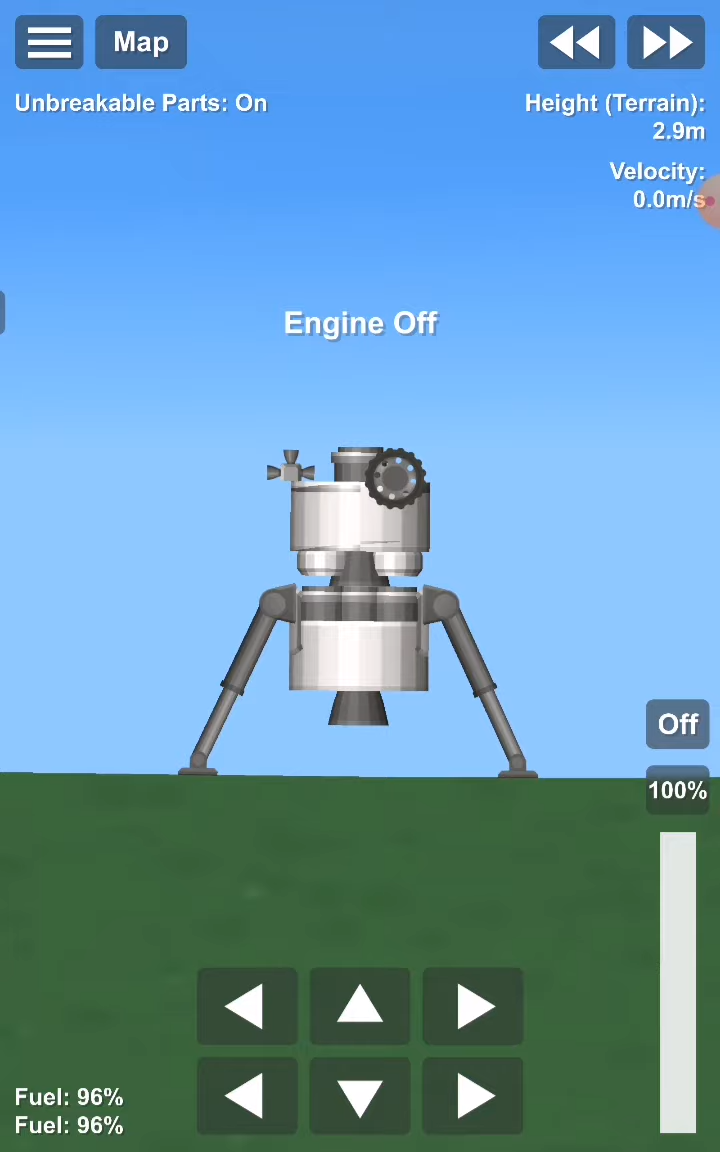 Map
Unbreakable Parts: On
Height (Terrain):
2.9m
Velocity:
0.0m/s
Engine Off
Off
100%
Fuel: 96%
Fuel: 96%